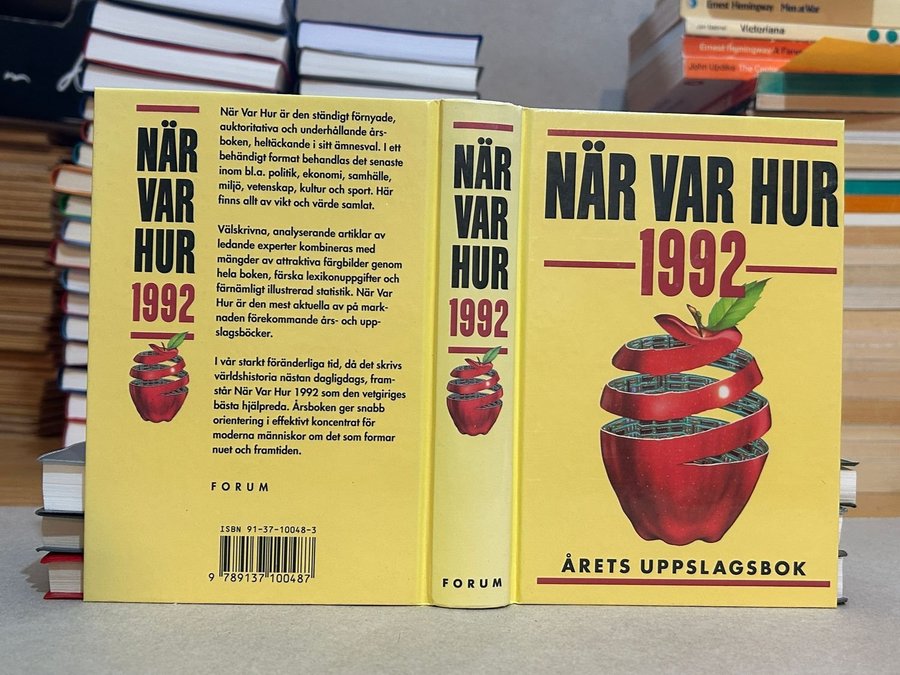 NÄR
VAR
HUR
1992
När Var Hur är den ständigt förnyade,
auktoritativa och underhållande års-
boken, heltäckande i sitt ämnesval. I ett
behändigt format behandlas det senaste
inom bl.a. politik, ekonomi, samhälle,
miljö, vetenskap, kultur och sport. Här
finns allt av vikt och värde samlat.
Välskrivna, analyserande artiklar av
ledande experter kombineras med
mängder av attraktiva färgbilder genom
hela boken, färska lexikonuppgifter och
färnämligt illustrerad statistik. När Var
Hur är den mest aktuella av på mark-
naden förekommande års- och upp-
slagsböcker.
I vår starkt föränderliga tid, då det skrivs
världshistoria nästan dagligdags, fram-
står När Var Hur 1992 som den vetgiriges
bästa hjälpreda. Årsboken ger snabb
orientering i effektivt koncentrat för
moderna människor om det som formar
nuet och framtiden.
FORUM
ISBN 91-37-10048-3
9 789137 100487
NÄR
VAR
HUR
1992
FORUM
NÄR VAR HUR
1992
ÅRETS UPPSLAGSBOK
Ernest Hemingway Men at War
Victoriana
Ernest Hemingway
John Updike